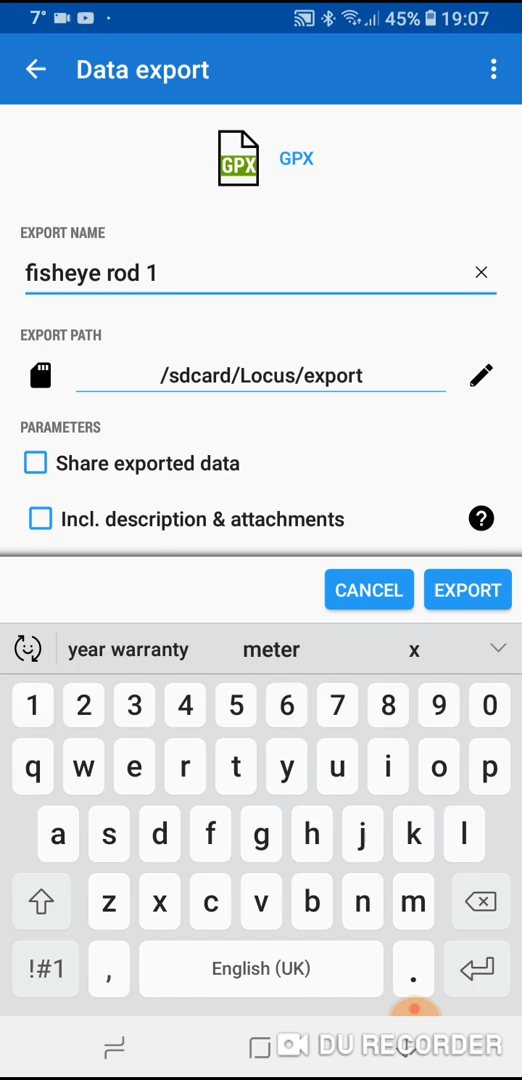 7° 45% 19:07
Data export
GPX GPX
EXPORT NAME
fisheye rod 1
EXPORT PATH
/sdcard/Locus/export
PARAMETERS
Share exported data
Incl. description & attachments ?
CANCEL EXPORT
year warranty meter x
1 2 3 4 5 6 7 8 9 0
q w e r t y u i o p
a s d f g h j k l
z x c v b n m
!#1 , English (UK) .
DU RECORDER